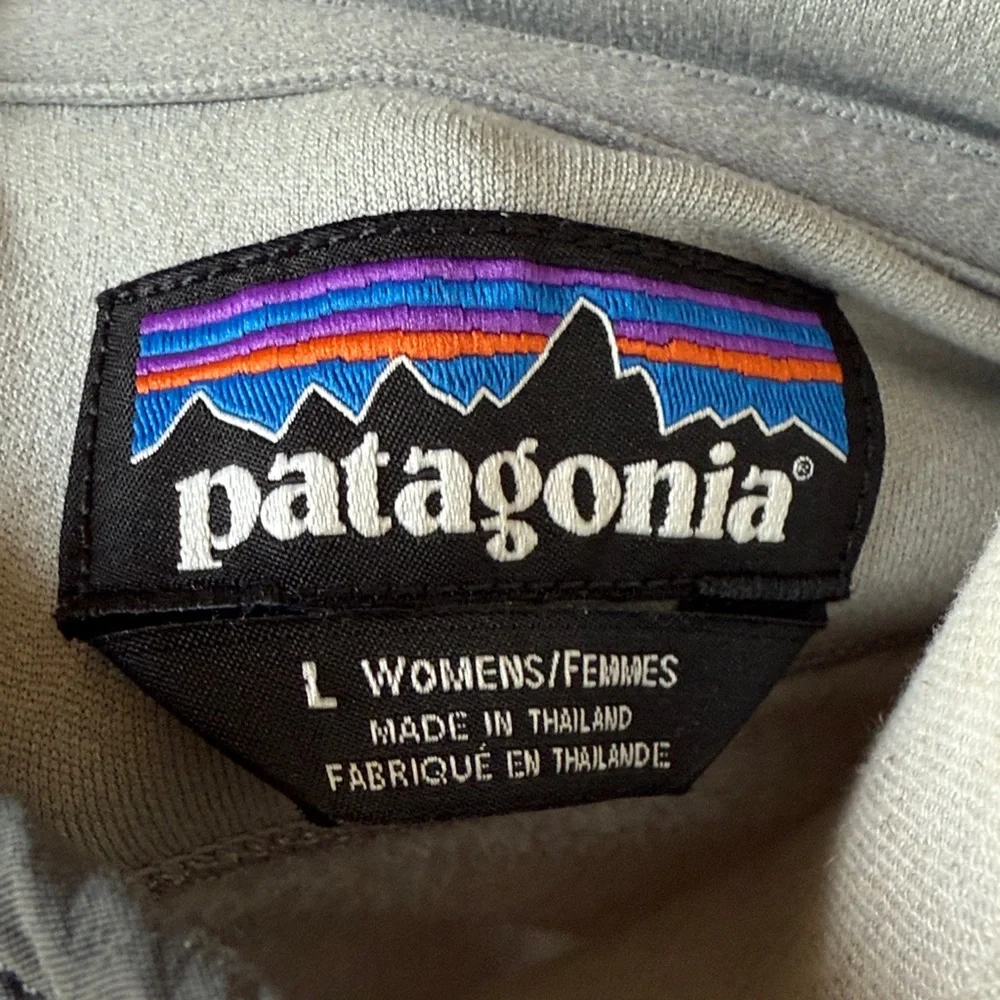 patagonia®
L WOMENS/FEMMES
MADE IN THAILAND
FABRIQUÉ EN THAILANDE